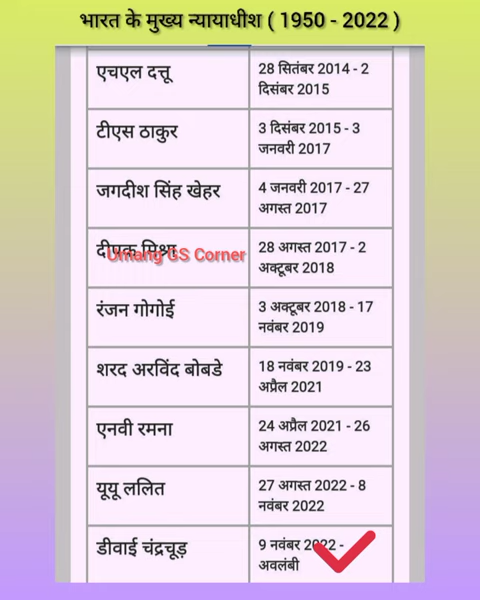 भारत के मुख्य न्यायाधीश ( 1950 - 2022 )
एचएल दत्तू
28 सितंबर 2014 - 2
दिसंबर 2015
टीएस ठाकुर
3 दिसंबर 2015 - 3
जनवरी 2017
जगदीश सिंह खेहर
4 जनवरी 2017 - 27
अगस्त 2017
दीपक मिश्रा
Umang GS Corner
28 अगस्त 2017 - 2
अक्टूबर 2018
रंजन गोगोई
3 अक्टूबर 2018 - 17
नवंबर 2019
शरद अरविंद बोबडे
18 नवंबर 2019 - 23
अप्रैल 2021
एनवी रमना
24 अप्रैल 2021 - 26
अगस्त 2022
यूयू ललित
27 अगस्त 2022 - 8
नवंबर 2022
डीवाई चंद्रचूड़
9 नवंबर 2022 -
अवलंबी